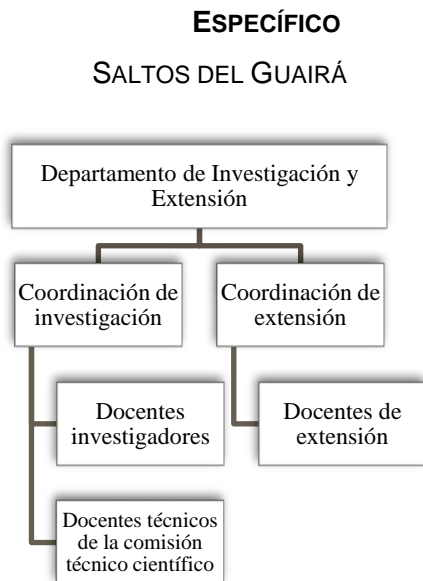 ESPECÍFICO
SALTOS DEL GUAIRÁ
Departamento de Investigación y
Extensión
Coordinación de
investigación
Coordinación de
extensión
Docentes
investigadores
Docentes de
extensión
Docentes técnicos
de la comisión
técnico científico